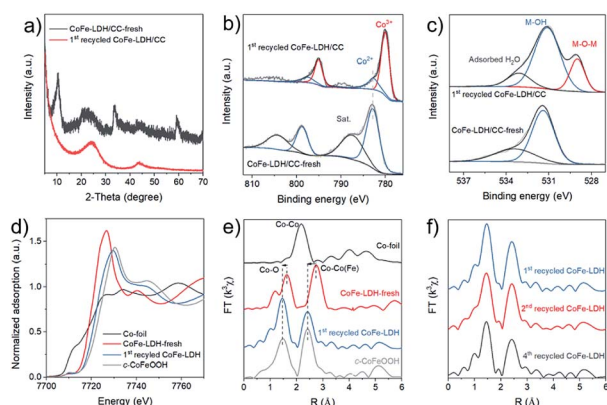 a)
CoFe-LDH/CC-fresh
1st recycled CoFe-LDH/CC
Intensity (a.u.)
10 20 30 40 50 60 70
2-Theta (degree)
b)
Co3+
1st recycled CoFe-LDH/CC
Co2+
Sat.
CoFe-LDH/CC-fresh
Intensity (a.u.)
810 795 780
Binding energy (eV)
c)
M-OH
M-O-M
Adsorbed H2O
1st recycled CoFe-LDH/CC
CoFe-LDH/CC-fresh
Intensity (a.u.)
537 534 531 528
Binding energy (eV)
d)
Normalized adsorption (a.u.)
1.5
1.0
0.5
0.0
Co-foil
CoFe-LDH-fresh
1st recyled CoFe-LDH
c-CoFeOOH
7700 7720 7740 7760
Energy (eV)
e)
Co-Co
Co-foil
Co-O
Co-Co(Fe)
CoFe-LDH-fresh
1st recycled CoFe-LDH
c-CoFeOOH
FT (k3χ)
0 1 2 3 4 5 6
R (Å)
f)
1st recycled CoFe-LDH
2nd recycled CoFe-LDH
4th recycled CoFe-LDH
FT (k3χ)
0 1 2 3 4 5 6
R (Å)